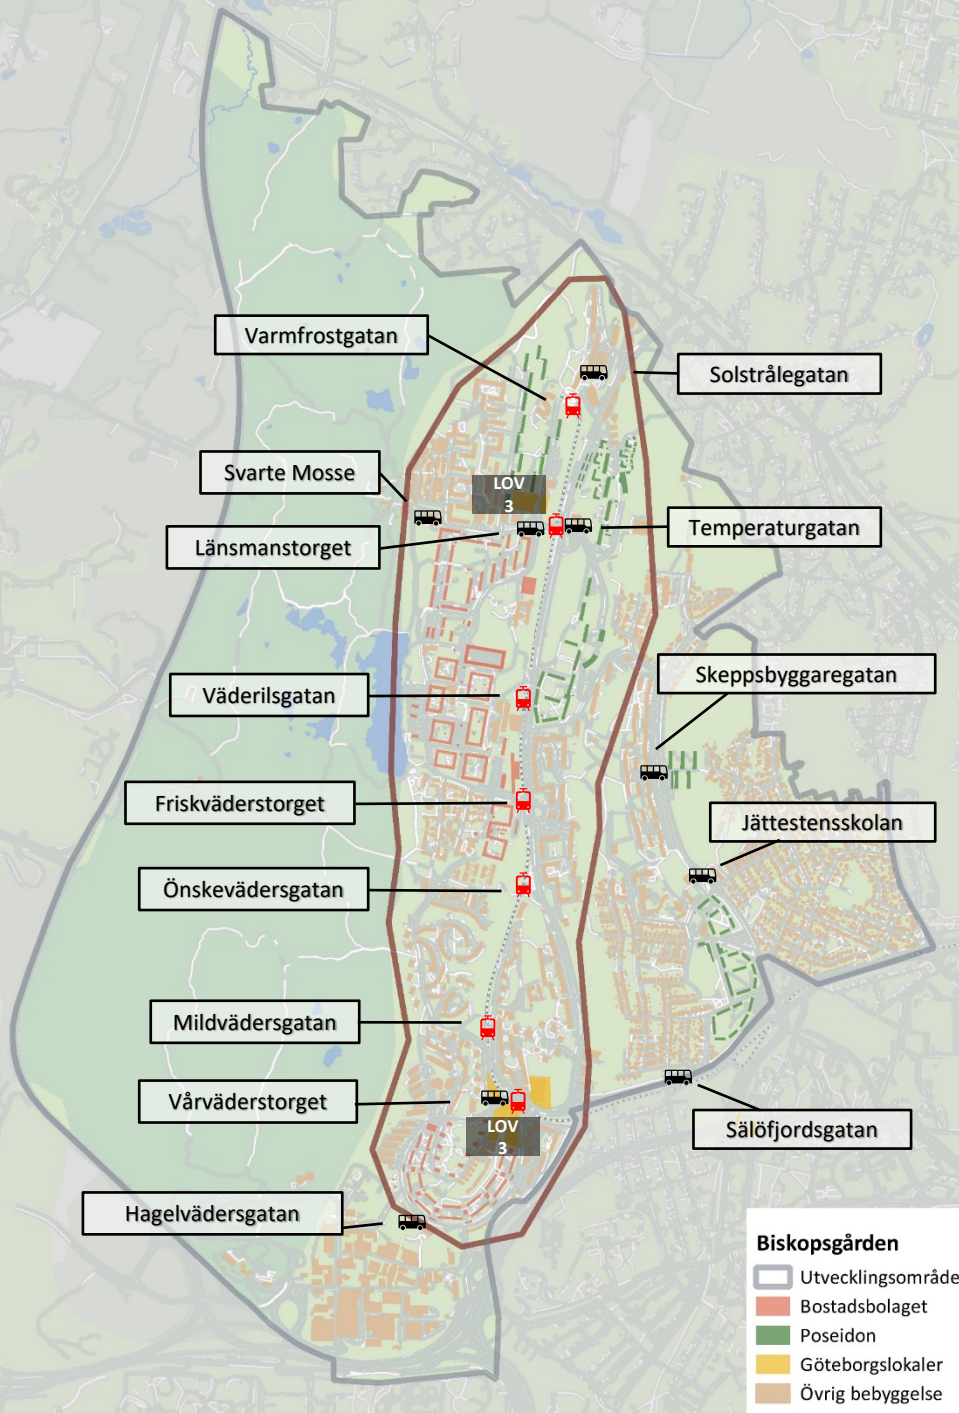 Varmfrostgatan
Solstrålegatan
Svarte Mosse
LOV
3
Länsmanstorget
Temperaturgatan
Skeppsbyggaregatan
Väderilsgatan
Friskväderstorget
Jättestensskolan
Önskevädersgatan
Mildvädersgatan
Vårväderstorget
LOV
3
Sälöfjordsgatan
Hagelvädersgatan
Biskopsgården
Utvecklingsområde
Bostadsbolaget
Poseidon
Göteborgslokaler
Övrig bebyggelse